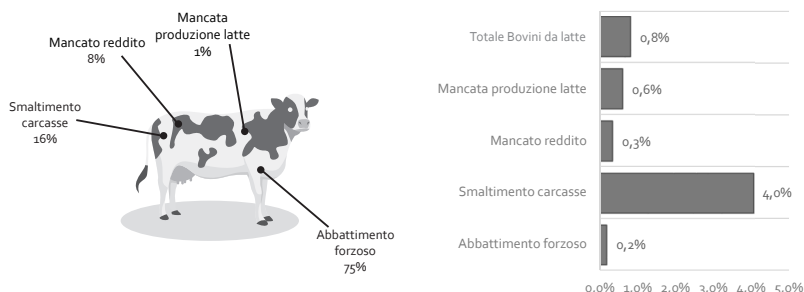 Mancata
produzione latte
1%
Mancato reddito
8%
Smaltimento
carcasse
16%
Abbattimento
forzoso
75%
Totale Bovini da latte
0,8%
Mancata produzione latte
0,6%
Mancato reddito
0,3%
Smaltimento carcasse
4,0%
Abbattimento forzoso
0,2%
0,0% 1,0% 2,0% 3,0% 4,0% 5,0%